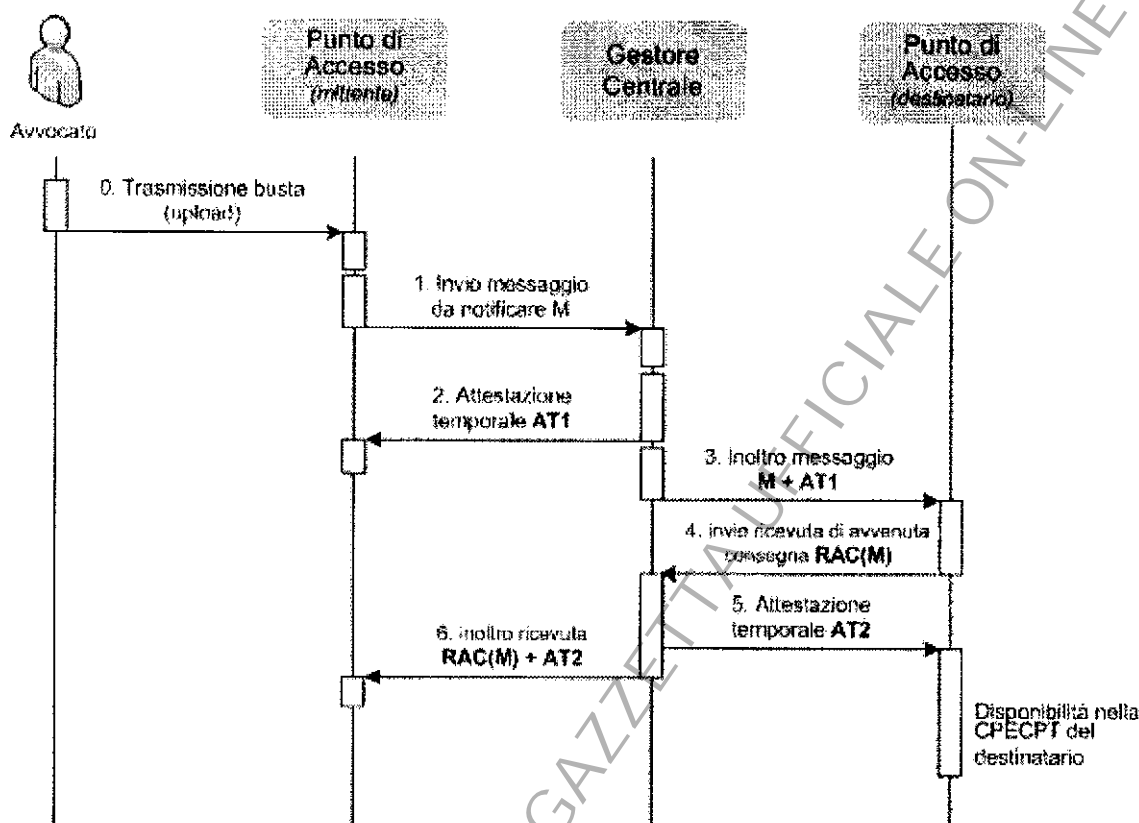 Avvocato
Punto di
Accesso
(mittente)
Gestore
Centrale
Punto di
Accesso
(destinatario)
0. Trasmissione busta
(upload)
1. Invio messaggio
da notificare M
2. Attestazione
temporale AT1
3. Inoltro messaggio
M + AT1
4. invio ricevuta di avvenuta
consegna RAC(M)
5. Attestazione
temporale AT2
6. inoltro ricevuta
RAC(M) + AT2
Disponibilità nella
CPECPT del
destinatario
GAZZETTA UFFICIALE ON-LINE